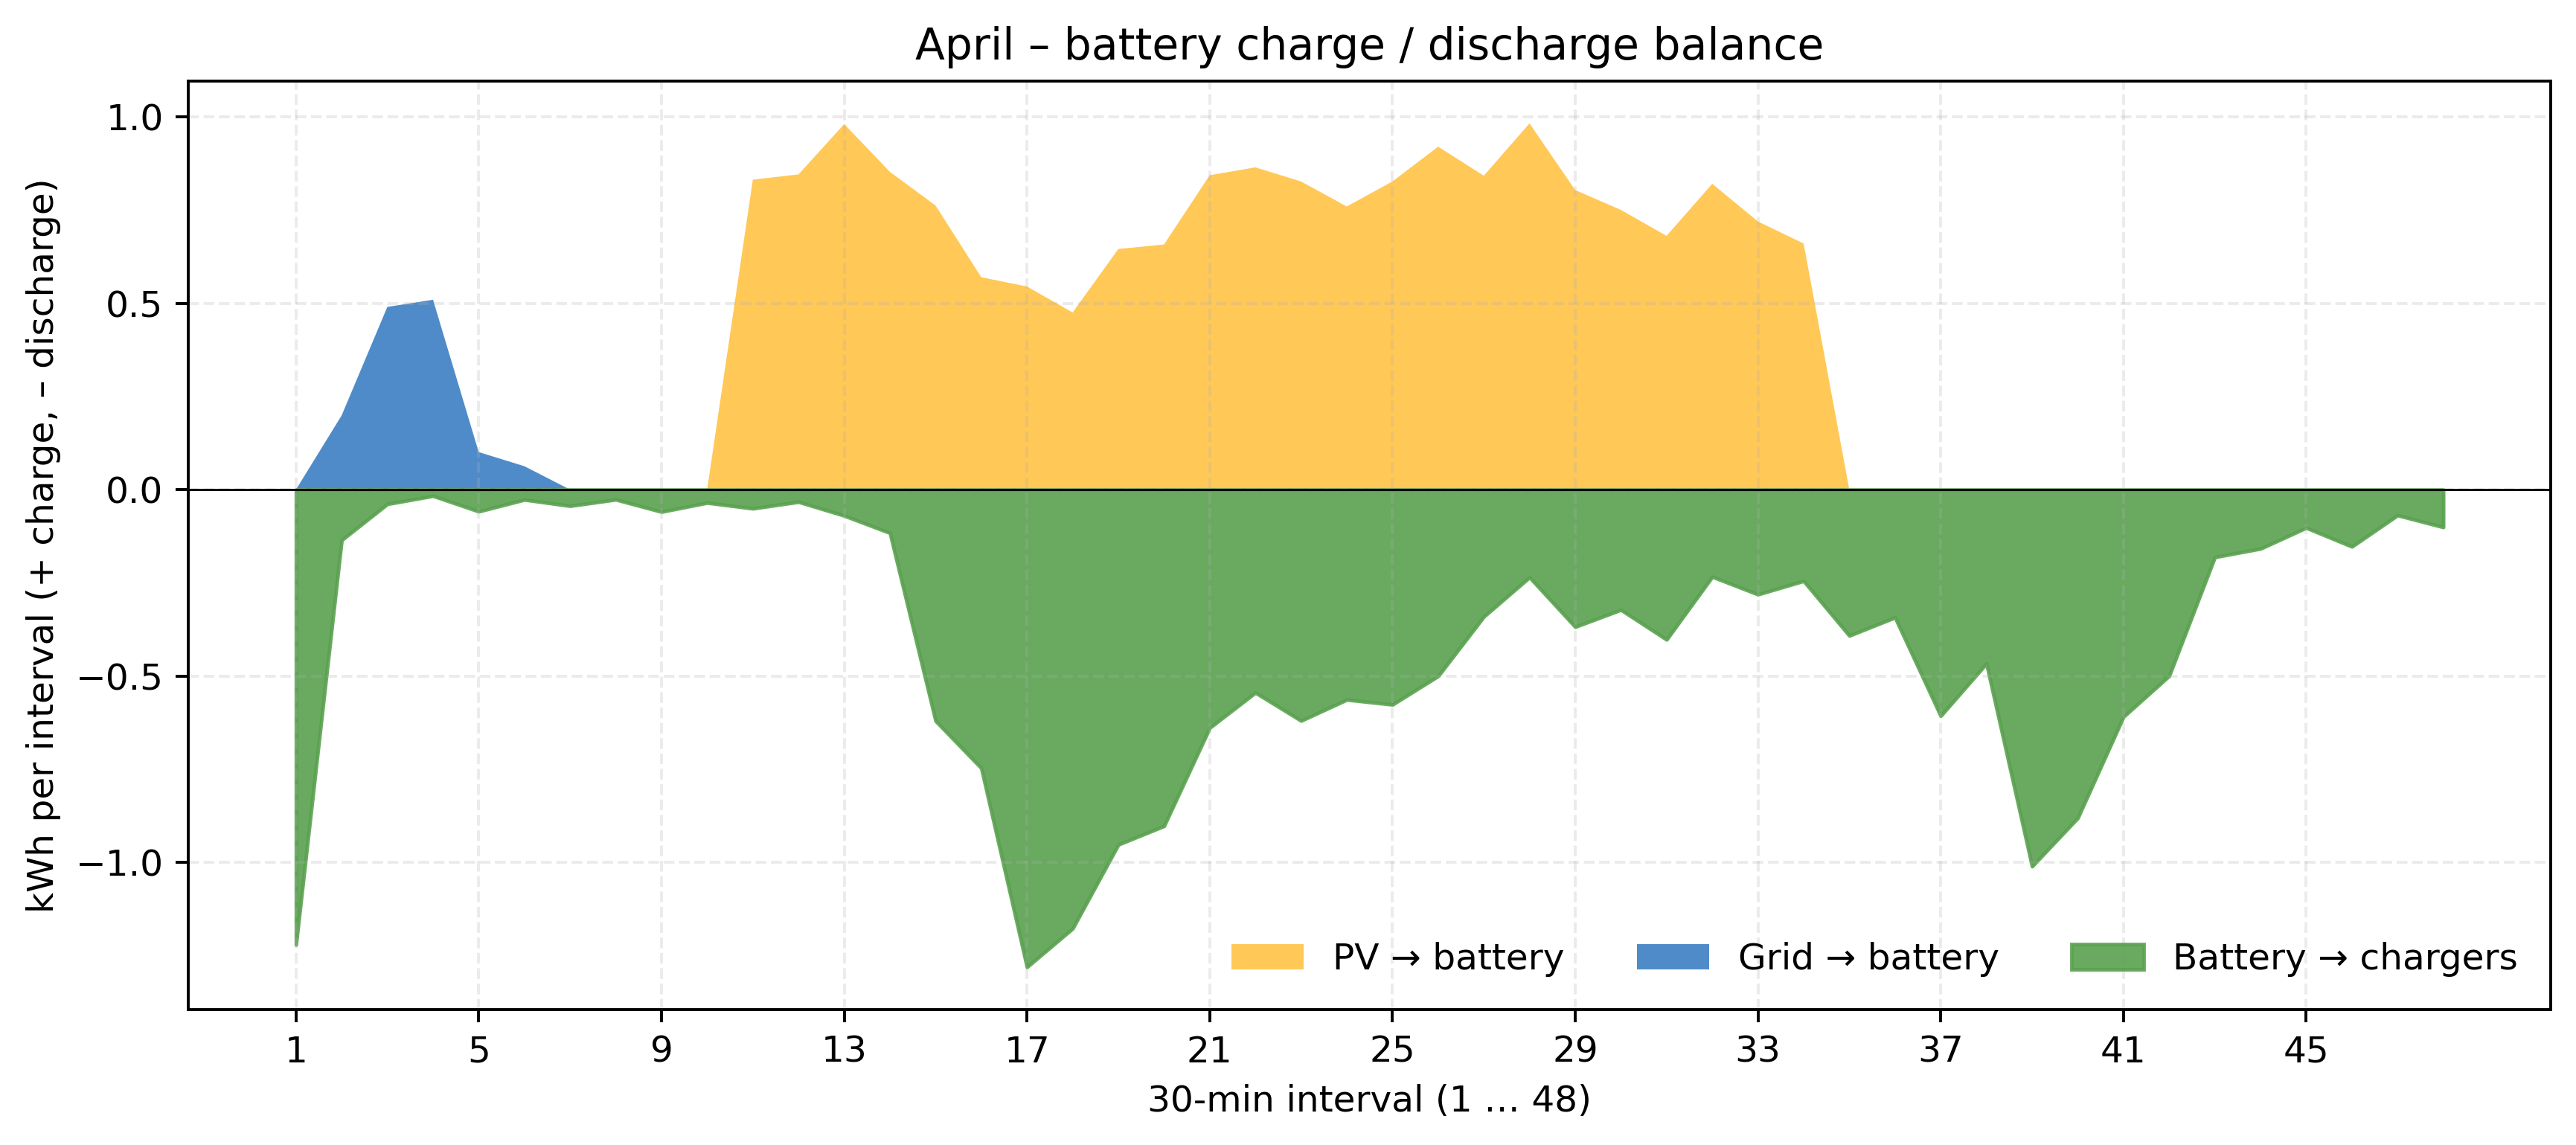 April – battery charge / discharge balance
kWh per interval (+ charge, – discharge)
1.0
0.5
0.0
−0.5
−1.0
PV → battery
Grid → battery
Battery → chargers
1 5 9 13 17 21 25 29 33 37 41 45
30-min interval (1 … 48)